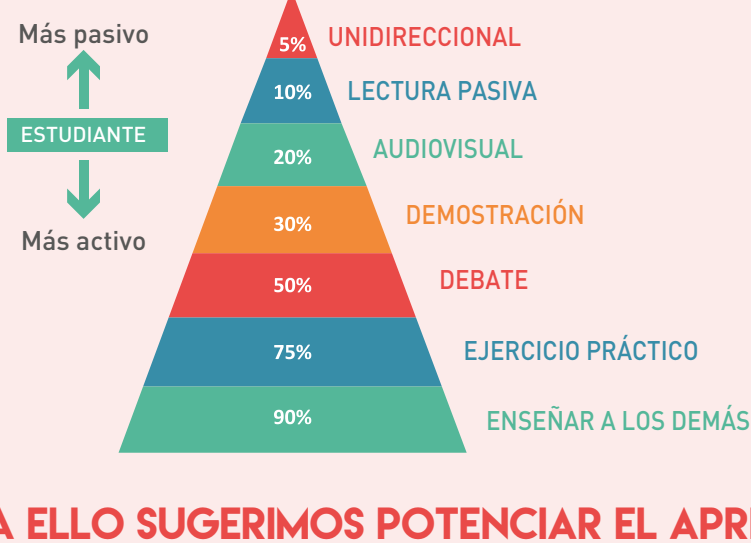 Más pasivo
ESTUDIANTE
Más activo
5% UNIDIRECCIONAL
10% LECTURA PASIVA
20% AUDIOVISUAL
30% DEMOSTRACIÓN
50% DEBATE
75% EJERCICIO PRÁCTICO
90% ENSEÑAR A LOS DEMÁS
A ELLO SUGERIMOS POTENCIAR EL APR